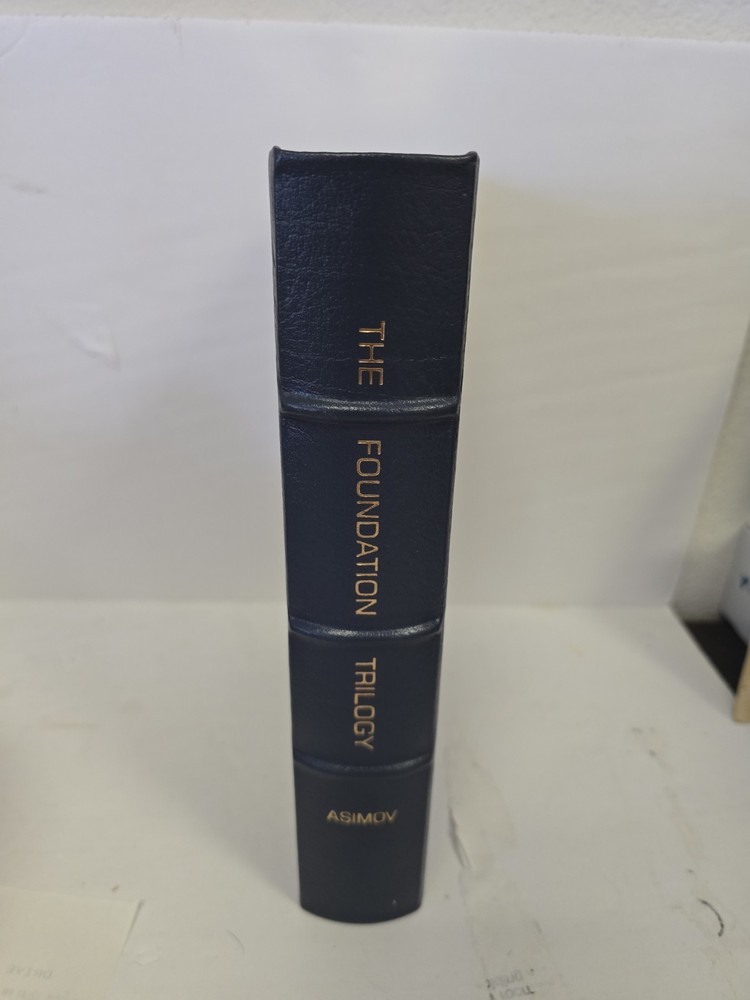 THE
FOUNDATION
TRILOGY
ASIMOV